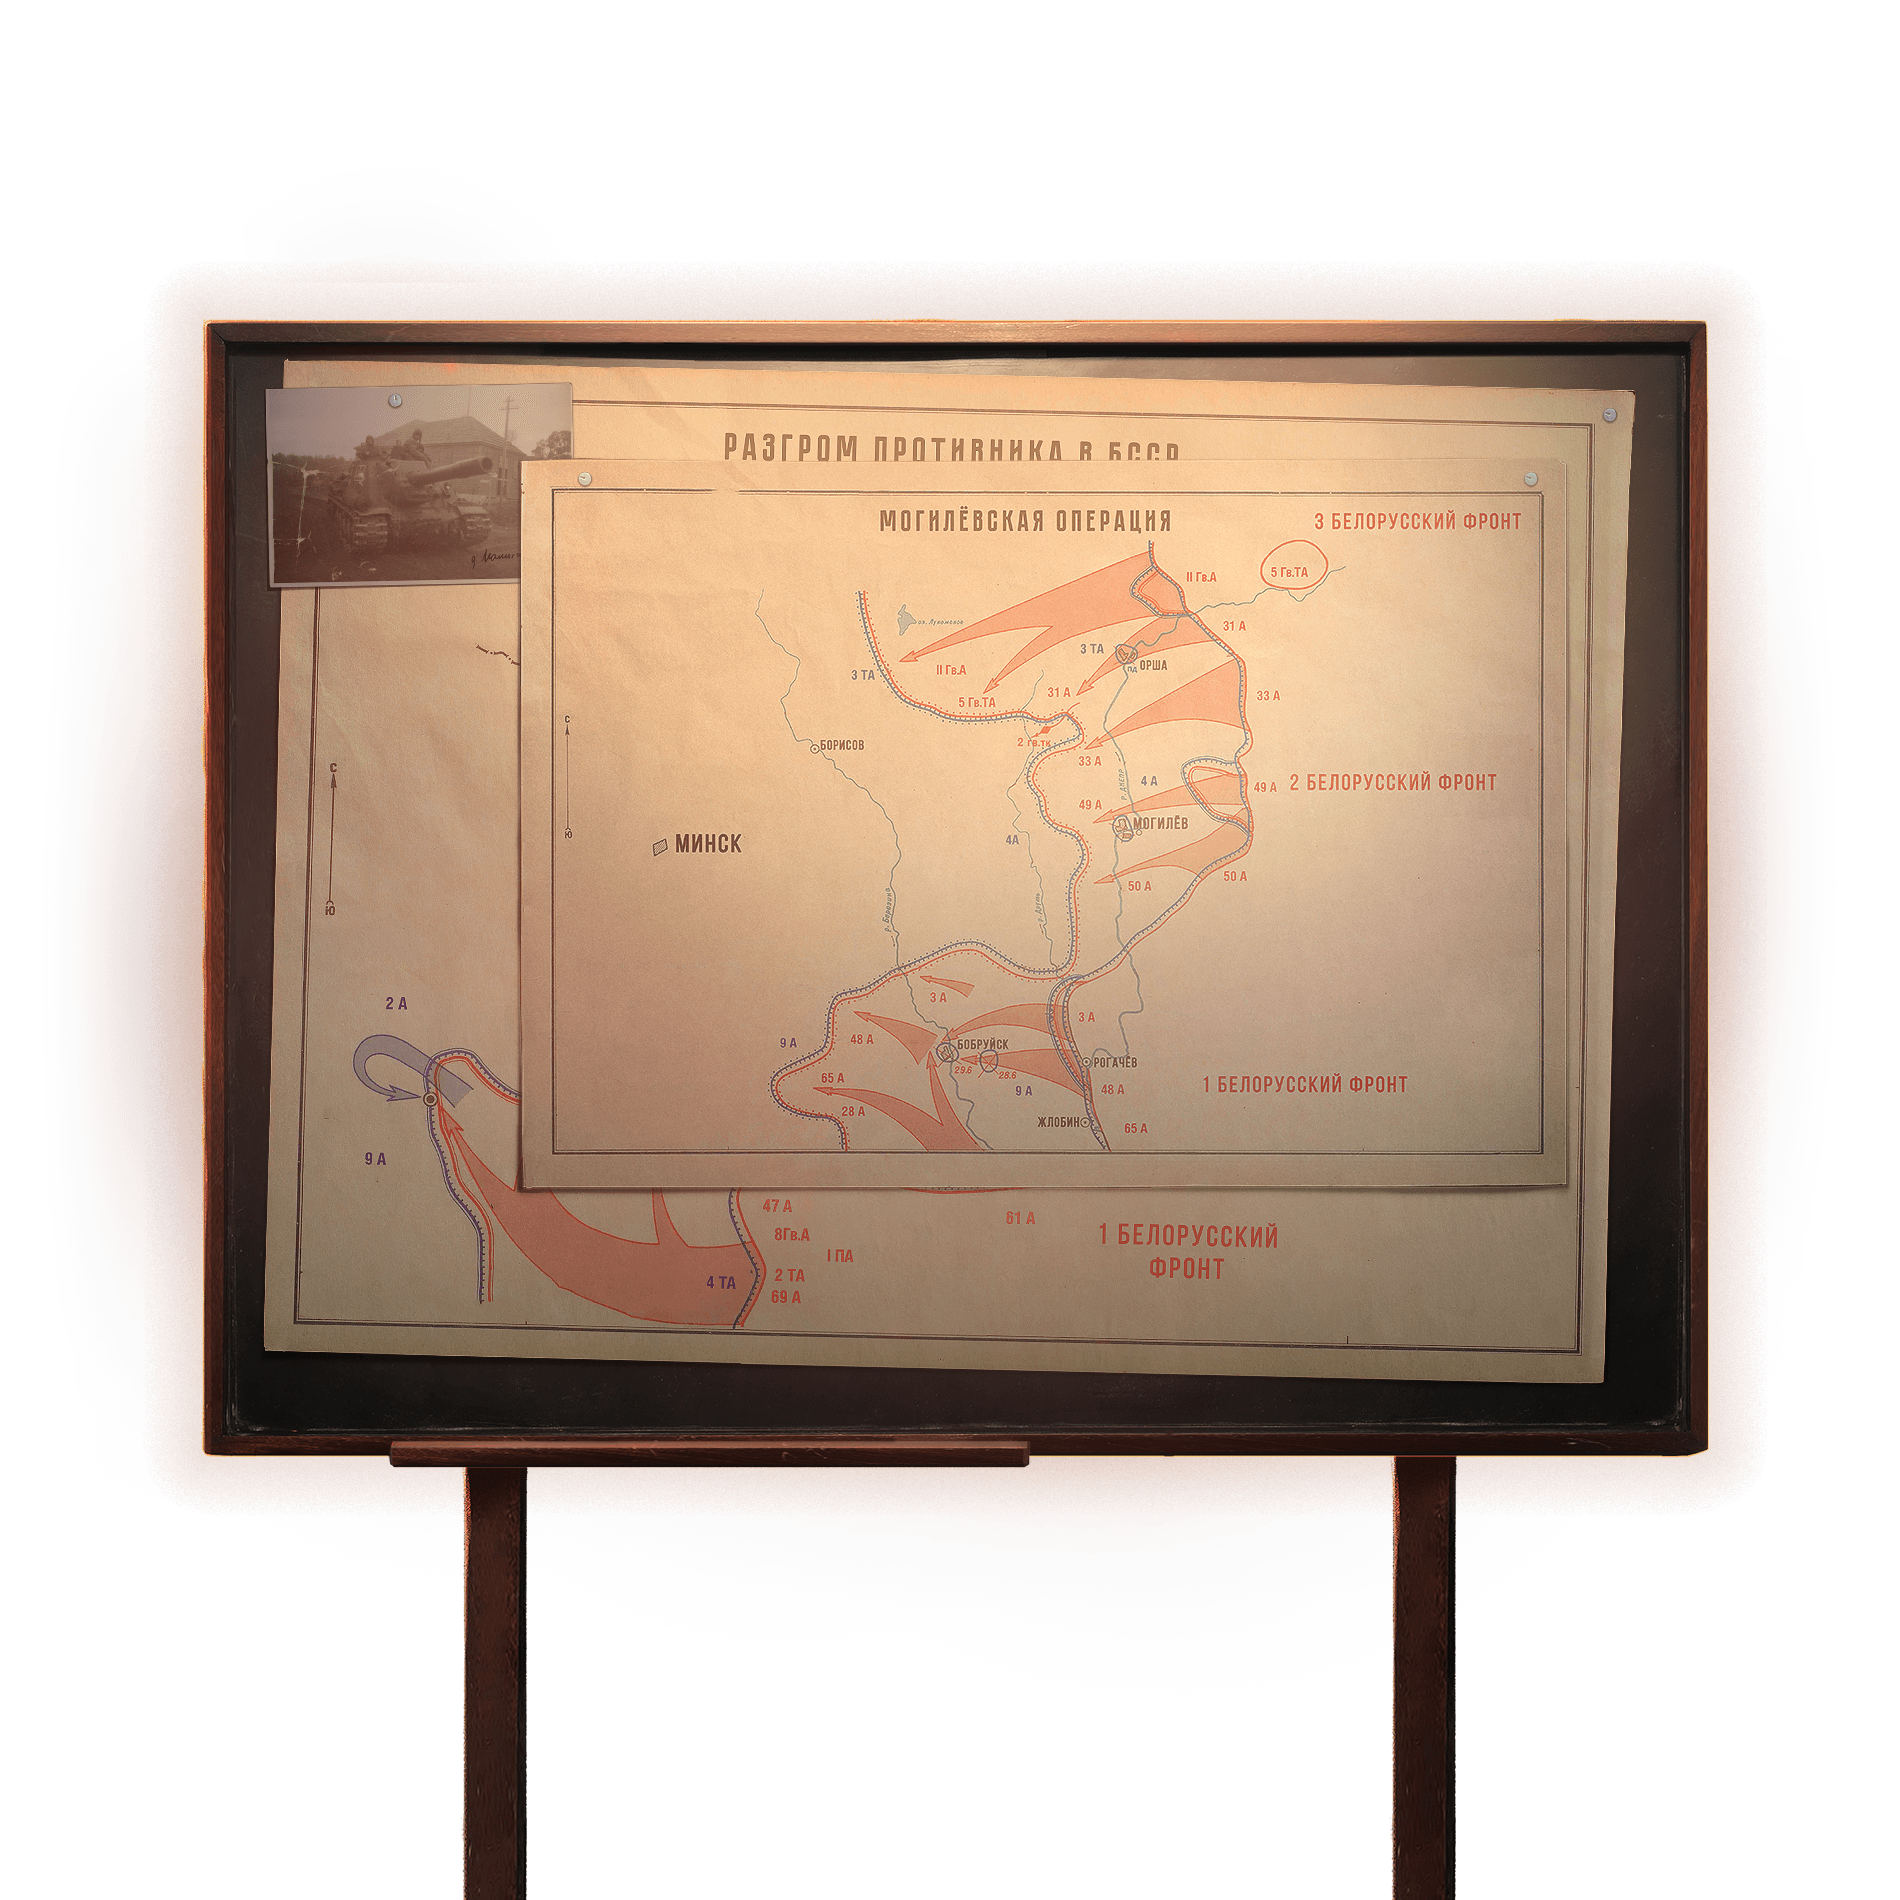 РАЗГРОМ ПРОТИВНИКА В БССР
МОГИЛЁВСКАЯ ОПЕРАЦИЯ
3 БЕЛОРУССКИЙ ФРОНТ
5 Гв.ТА
II Гв.А
оз. Лукомское
31 А
3 ТА
ОРША
II Гв.А
3 ТА
31 А
33 А
5 Гв.ТА
2 гв.тк
33 А
БОРИСОВ
С
Ю
р. ДНЕПР
4 А
49 А
2 БЕЛОРУССКИЙ ФРОНТ
49 А
МОГИЛЁВ
4А
МИНСК
50 А
50 А
р. Березина
р. Друть
3 А
3 А
48 А
9 А
БОБРУЙСК
29.6
28.6
РОГАЧЁВ
65 А
9 А
48 А
1 БЕЛОРУССКИЙ ФРОНТ
28 А
ЖЛОБИН
65 А
С
Ю
2 А
9 А
47 А
8Гв.А
I ПА
2 ТА
69 А
4 ТА
61 А
1 БЕЛОРУССКИЙ
ФРОНТ